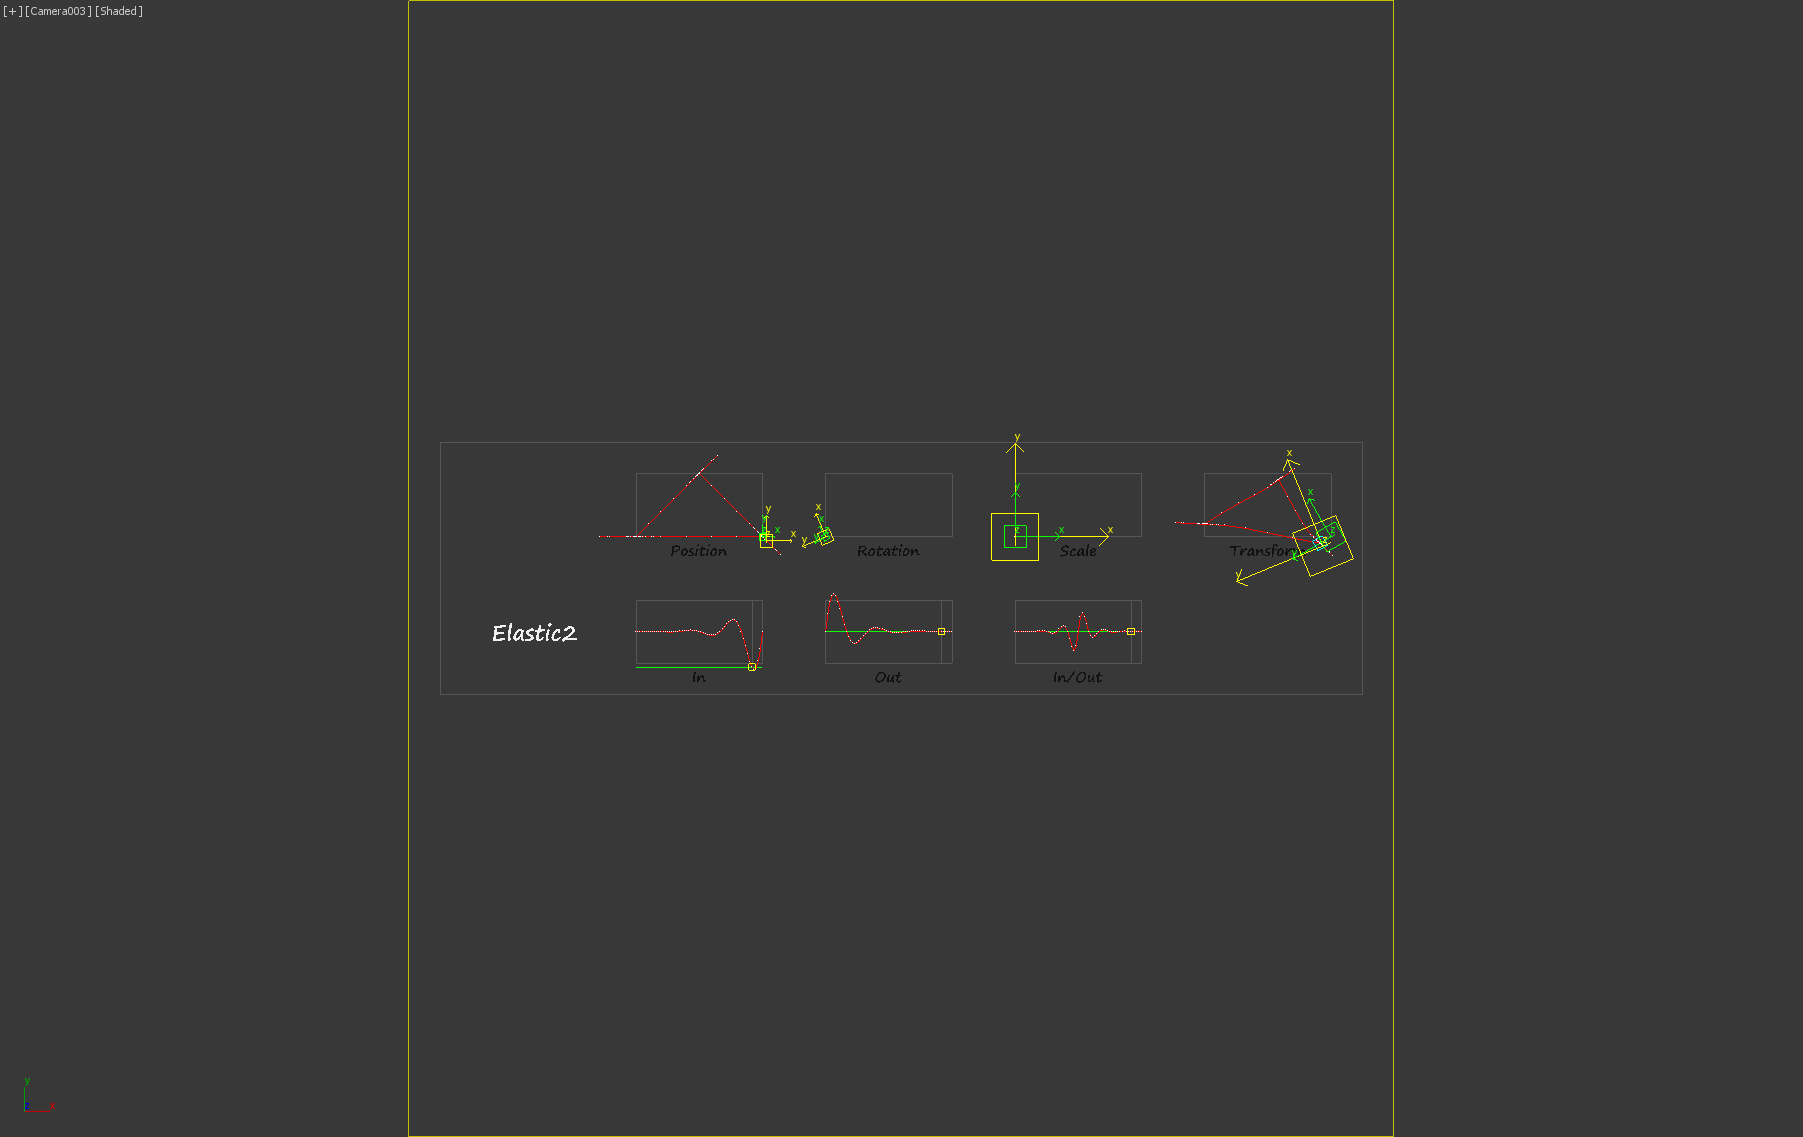 [+] [Camera003] [Shaded]
y
y
x
x
x
x
y
x
y
x
z
y
x
y
z
x
x
x
z
y
y
Position
Rotation
Scale
Transfor
Elastic2
In
Out
In/Out
y
z
x